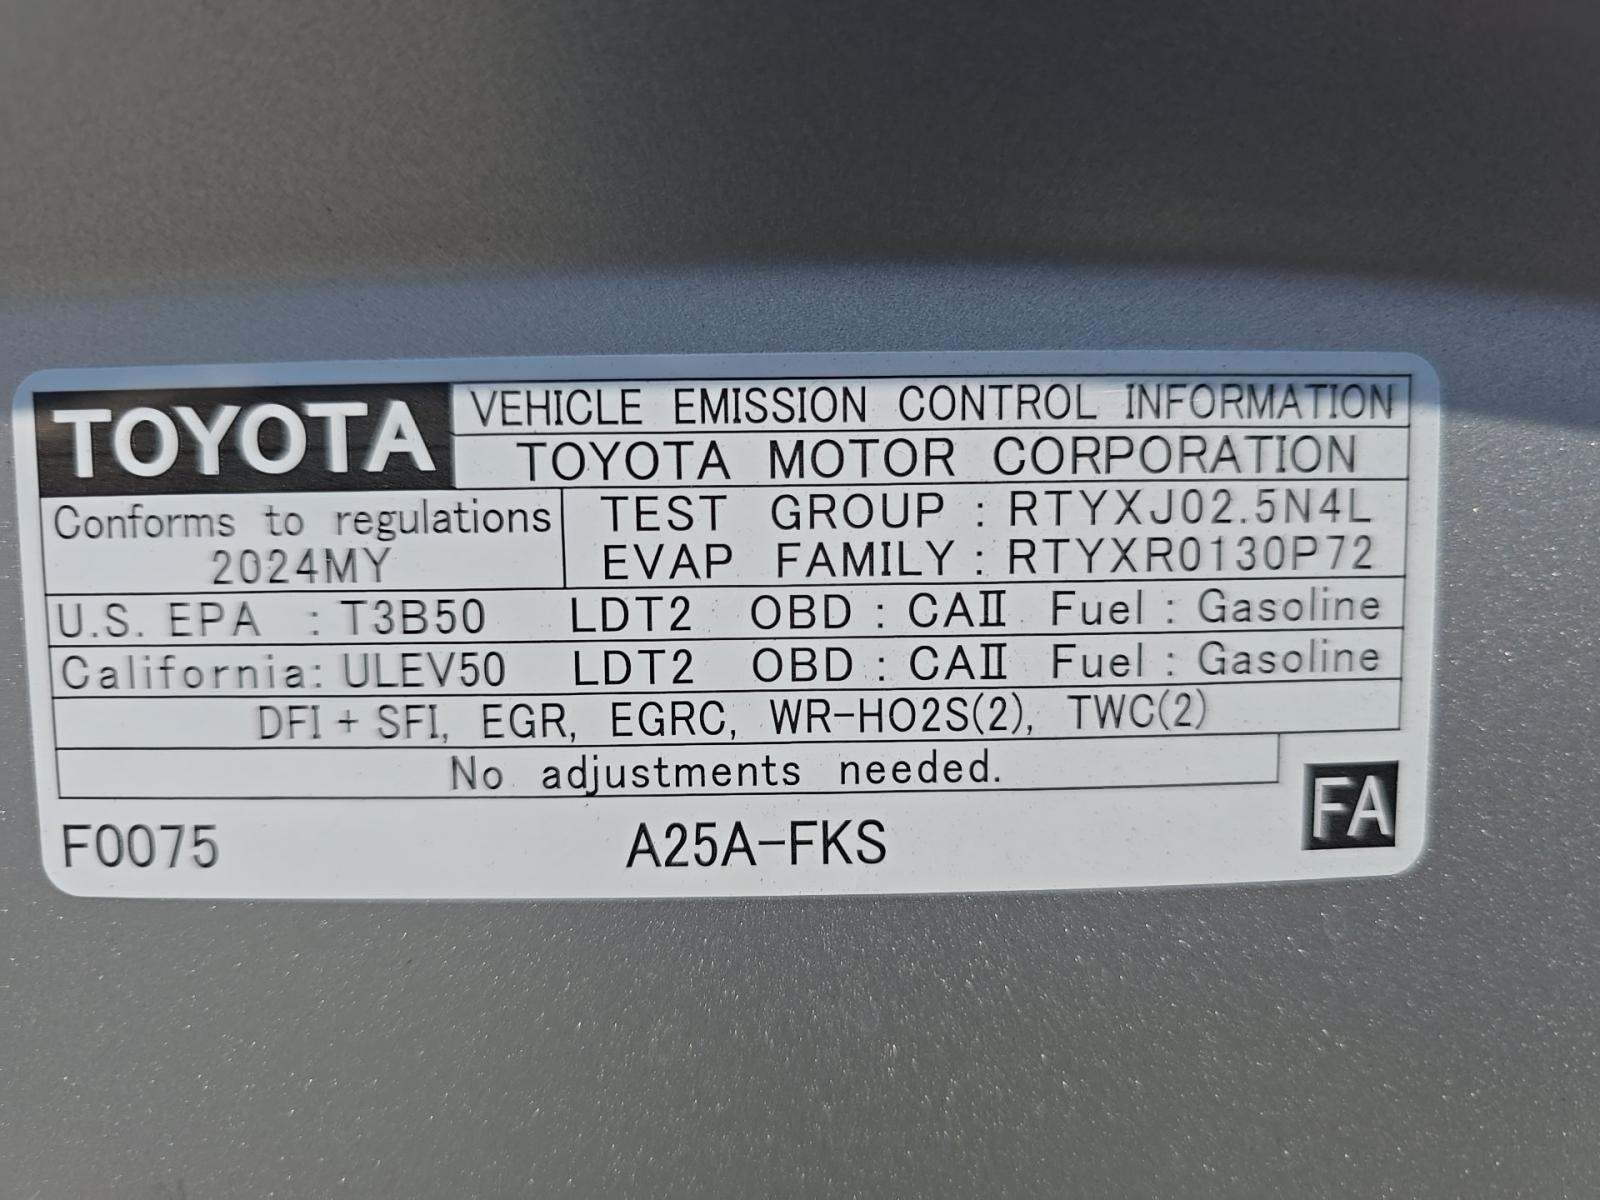 TOYOTA VEHICLE EMISSION CONTROL INFORMATION
TOYOTA MOTOR CORPORATION
Conforms to regulations
2024MY
TEST GROUP : RTYXJ02.5N4L
EVAP FAMILY : RTYXR0130P72
U.S. EPA : T3B50 LDT2 OBD : CAⅡ Fuel : Gasoline
California: ULEV50 LDT2 OBD : CAⅡ Fuel : Gasoline
DFI + SFI, EGR, EGRC, WR-HO2S(2), TWC(2)
No adjustments needed.
F0075 A25A-FKS FA